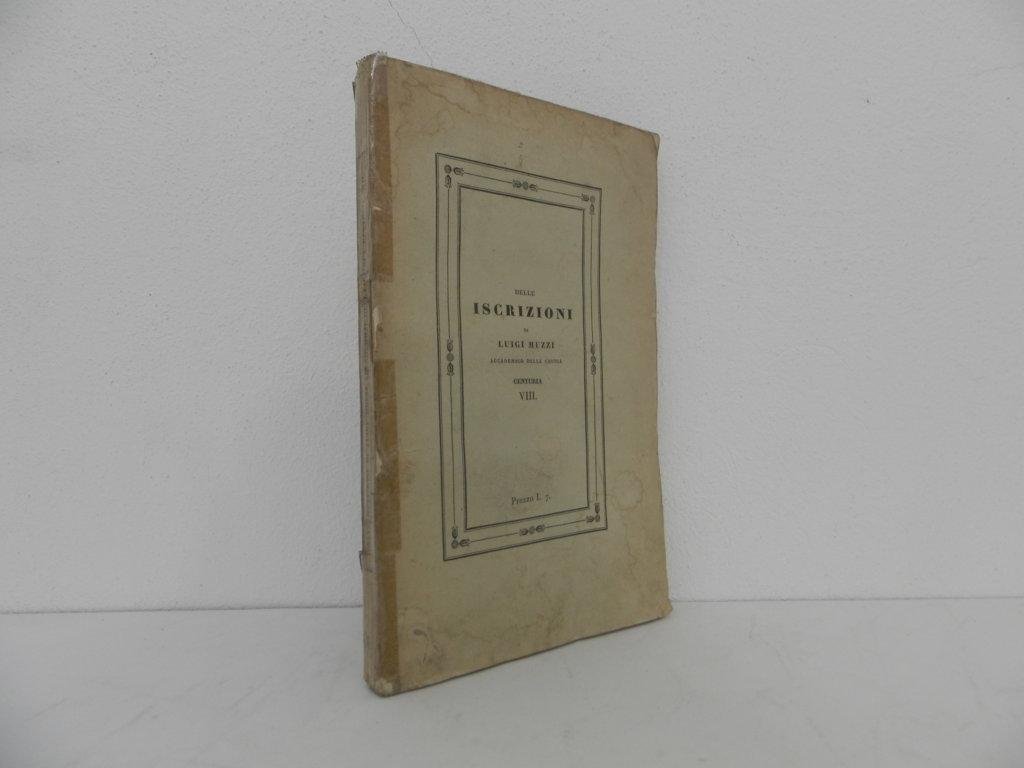 DELLE
ISCRIZIONI
DI
LUIGI MUZZI
ACCADEMICO DELLA CRUSCA
CENTURIA
VIII.
Prezzo L. 7.